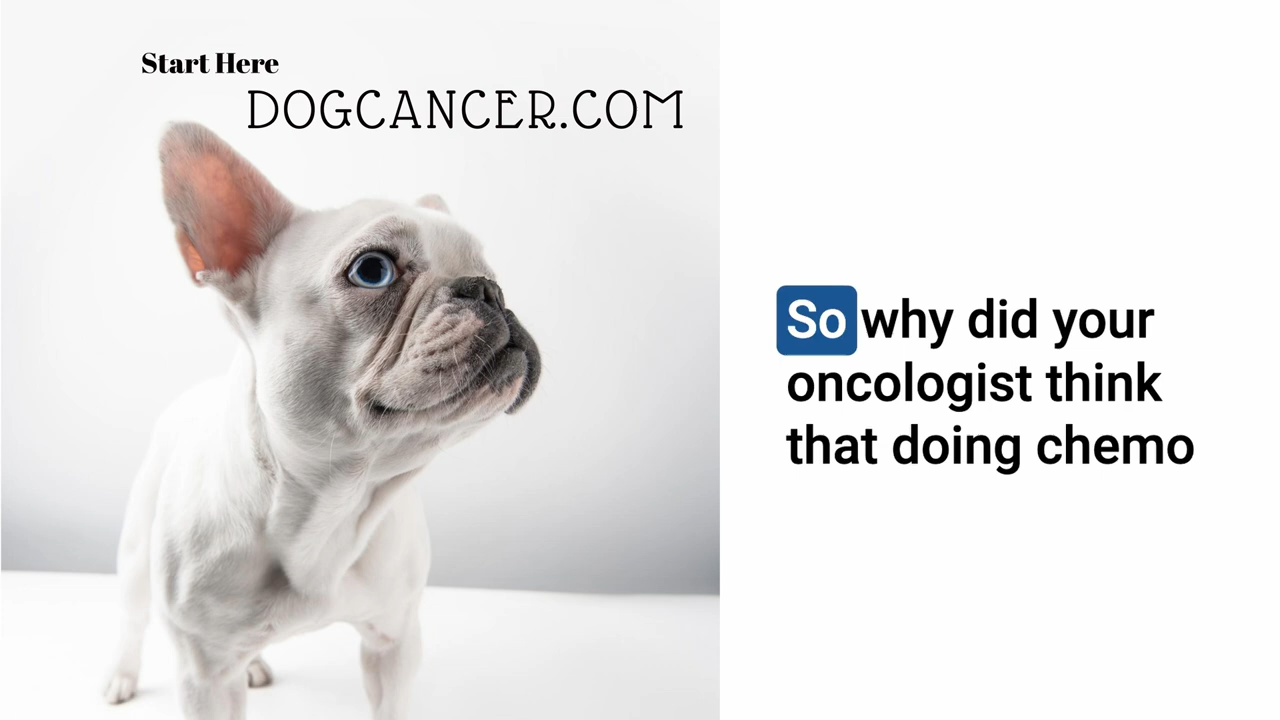 Start Here
DOGCANCER.COM
So why did your
oncologist think
that doing chemo